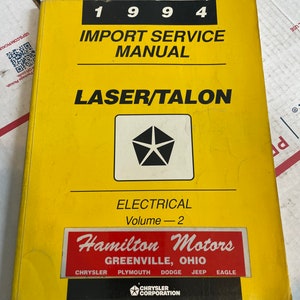 1994
IMPORT SERVICE
MANUAL
LASER/TALON
ELECTRICAL
Volume — 2
Hamilton Motors
GREENVILLE, OHIO
CHRYSLER PLYMOUTH DODGE JEEP EAGLE
CHRYSLER
CORPORATION